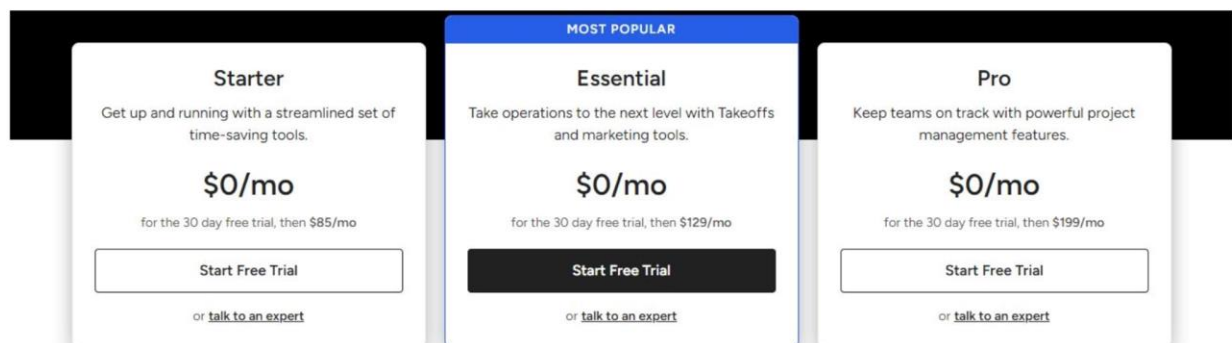 MOST POPULAR
Starter
Get up and running with a streamlined set of
time-saving tools.
$0/mo
for the 30 day free trial, then $85/mo
Start Free Trial
or talk to an expert
Essential
Take operations to the next level with Takeoffs
and marketing tools.
$0/mo
for the 30 day free trial, then $129/mo
Start Free Trial
or talk to an expert
Pro
Keep teams on track with powerful project
management features.
$0/mo
for the 30 day free trial, then $199/mo
Start Free Trial
or talk to an expert